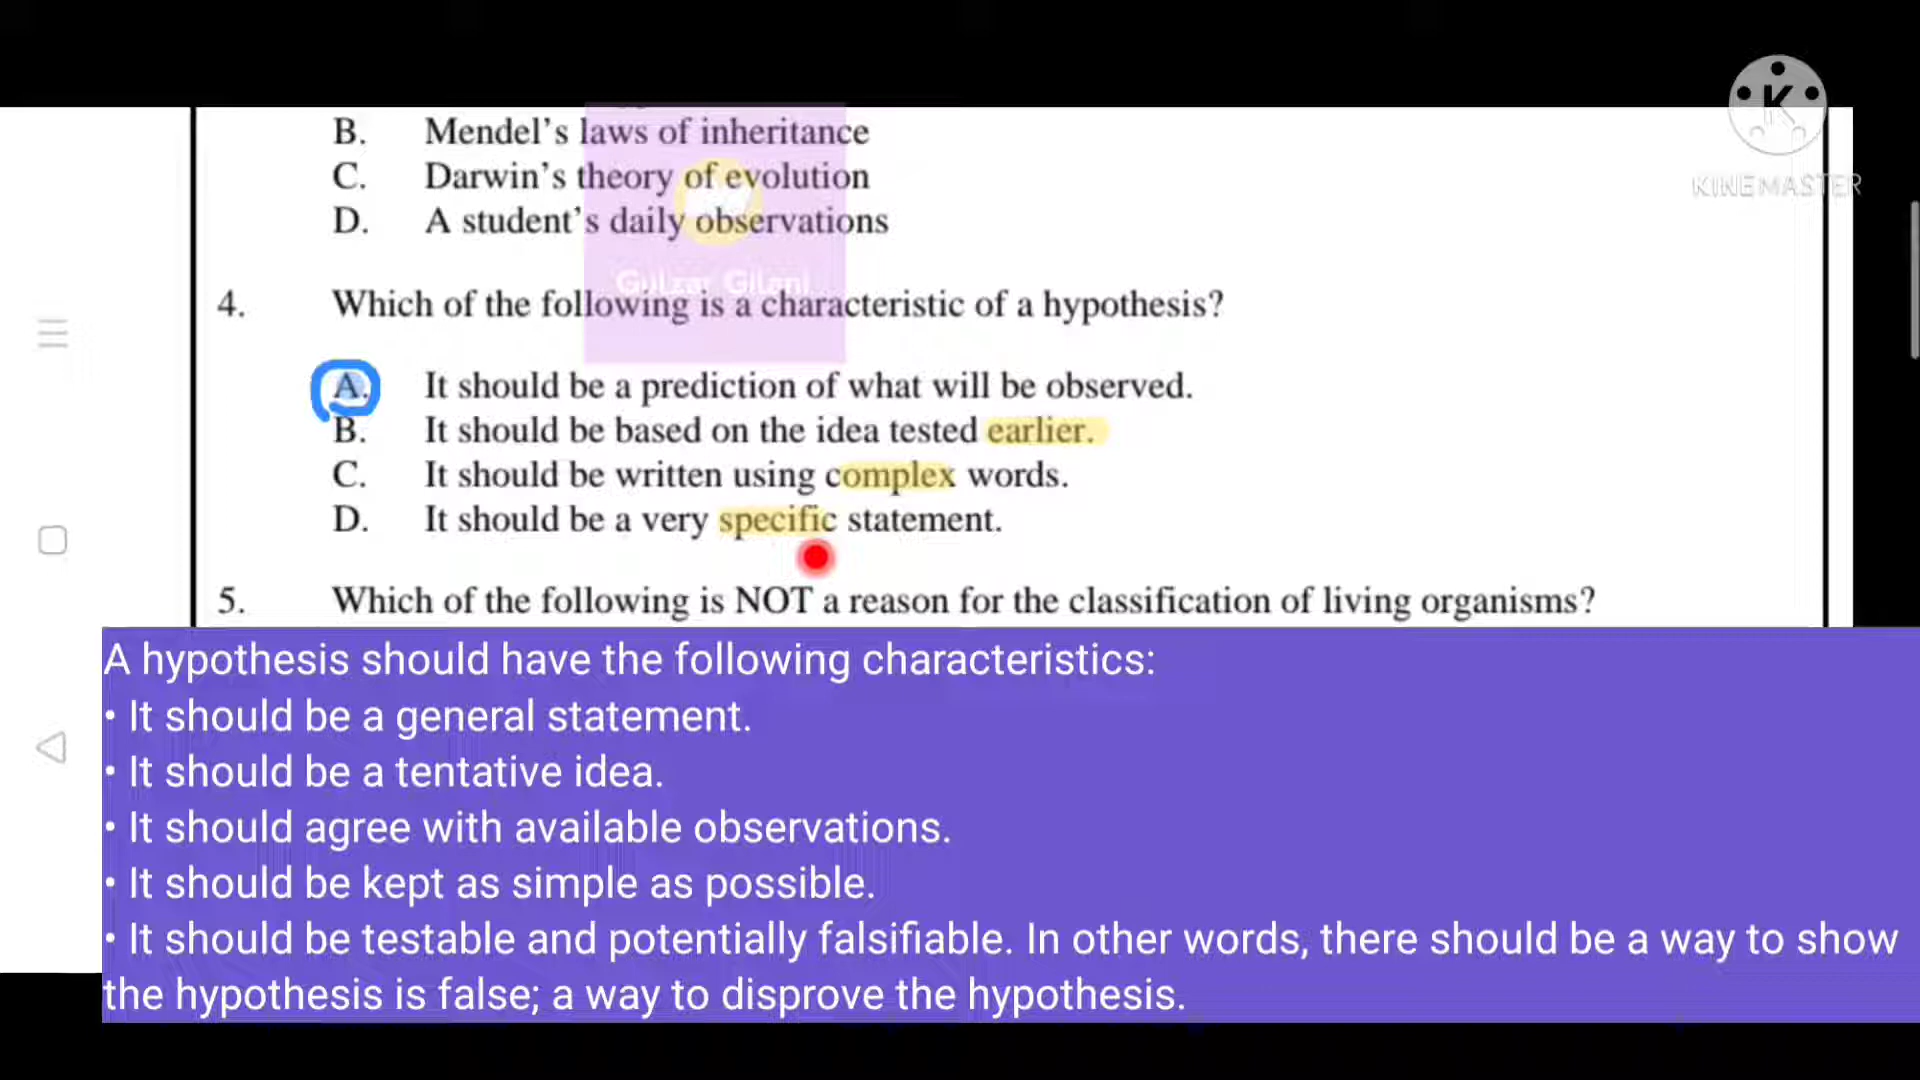 B. Mendel's laws of inheritance
C. Darwin's theory of evolution
D. A student's daily observations
KINEMASTER
Gulzar Gilani
4. Which of the following is a characteristic of a hypothesis?
A. It should be a prediction of what will be observed.
B. It should be based on the idea tested earlier.
C. It should be written using complex words.
D. It should be a very specific statement.
5. Which of the following is NOT a reason for the classification of living organisms?
A hypothesis should have the following characteristics:
• It should be a general statement.
• It should be a tentative idea.
• It should agree with available observations.
• It should be kept as simple as possible.
• It should be testable and potentially falsifiable. In other words, there should be a way to show
the hypothesis is false; a way to disprove the hypothesis.